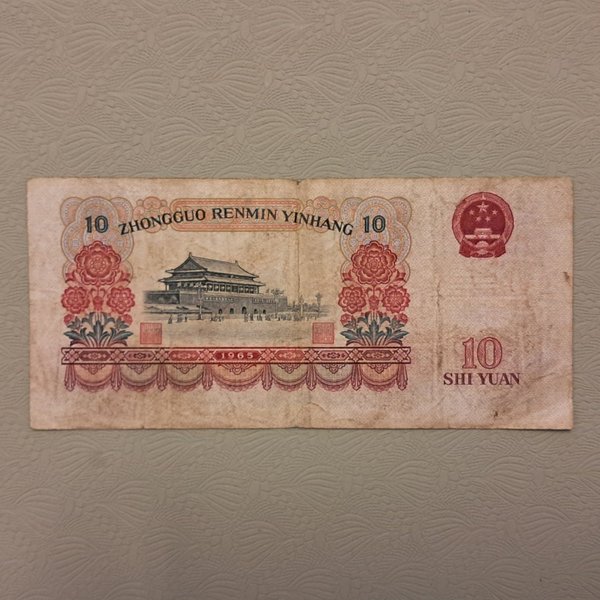 10 ZHONGGUO RENMIN YINHANG 10
1965
10
SHI YUAN